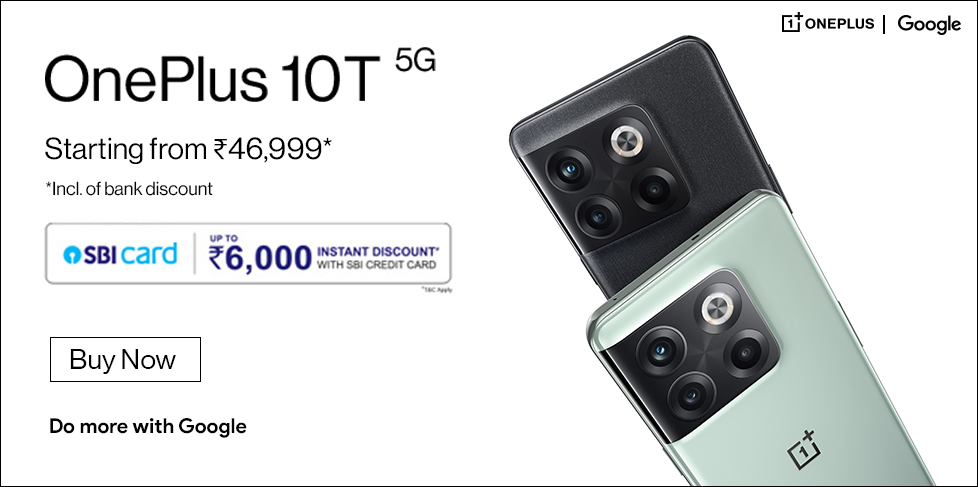 ONEPLUS | Google
OnePlus 10T 5G
Starting from ₹46,999*
*Incl. of bank discount
SBI card
UP TO
₹6,000 INSTANT DISCOUNT*
WITH SBI CREDIT CARD
*T&C Apply
Buy Now
Do more with Google